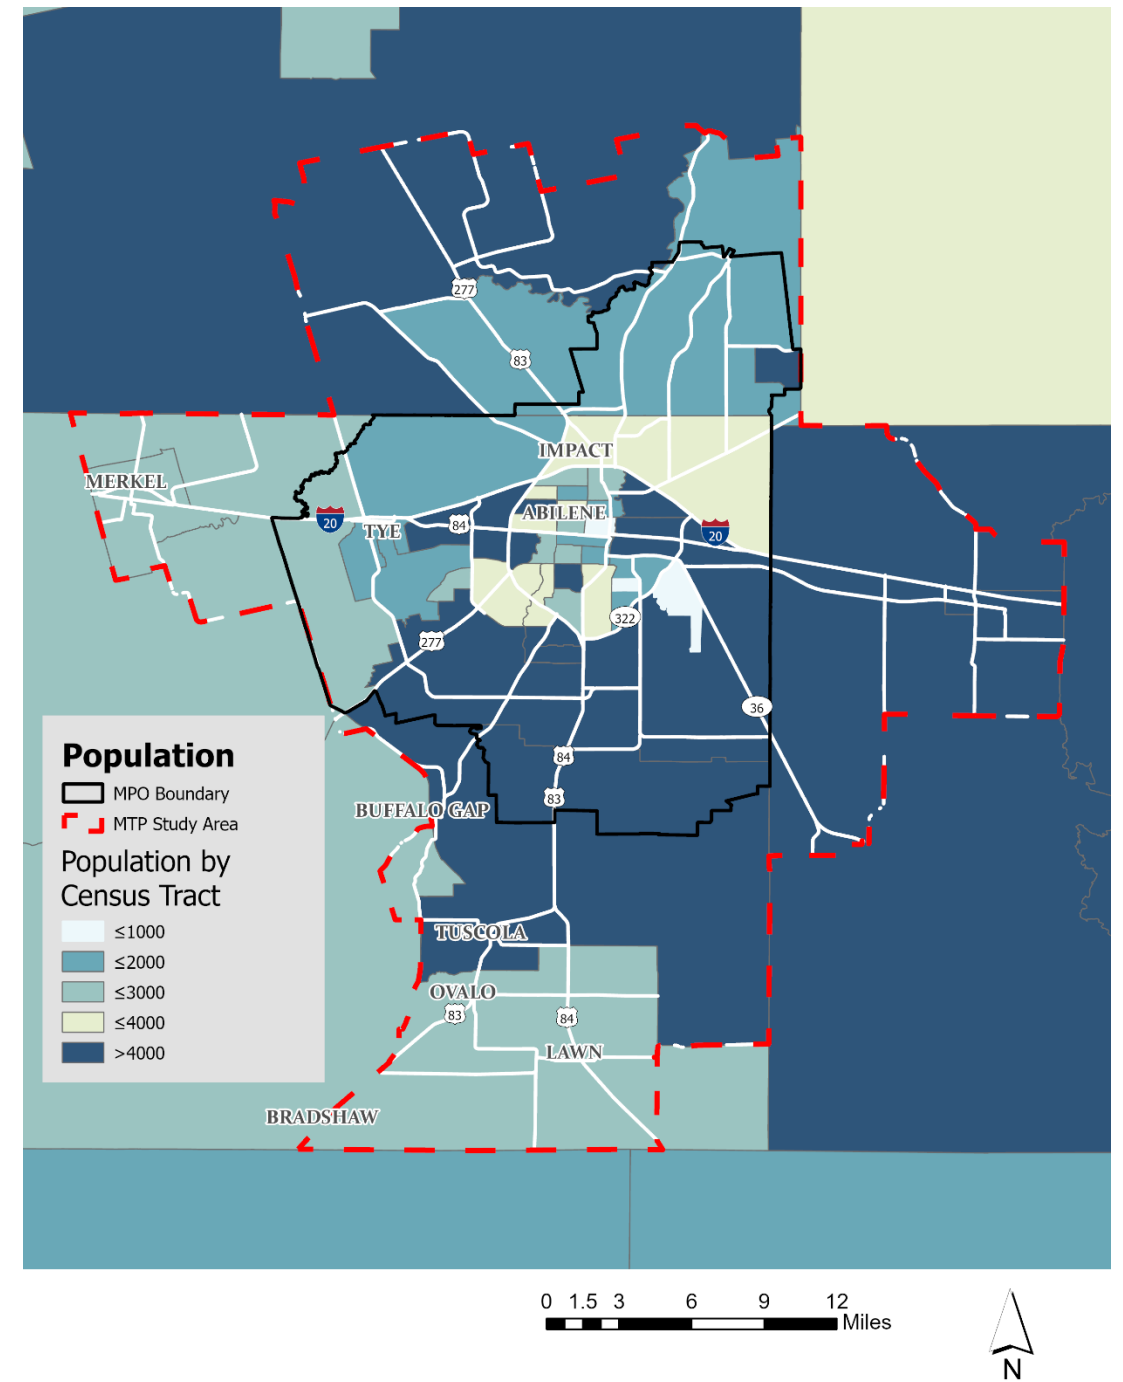 277
83
IMPACT
MERKEL
ABILENE
20
TYE
84
20
322
277
36
84
83
BUFFALO GAP
TUSCOLA
OVALO
83
84
LAWN
BRADSHAW
Population
MPO Boundary
MTP Study Area
Population by
Census Tract
≤1000
≤2000
≤3000
≤4000
>4000
0 1.5 3 6 9 12
Miles
N